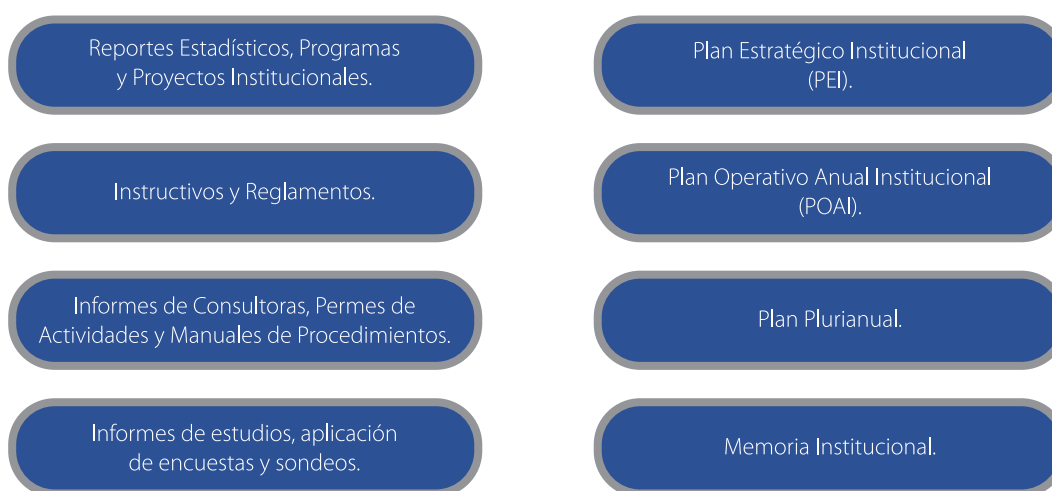 Reportes Estadísticos, Programas
y Proyectos Institucionales.
Instructivos y Reglamentos.
Informes de Consultoras, Permes de
Actividades y Manuales de Procedimientos.
Informes de estudios, aplicación
de encuestas y sondeos.
Plan Estratégico Institucional
(PEI).
Plan Operativo Anual Institucional
(POAI).
Plan Plurianual.
Memoria Institucional.